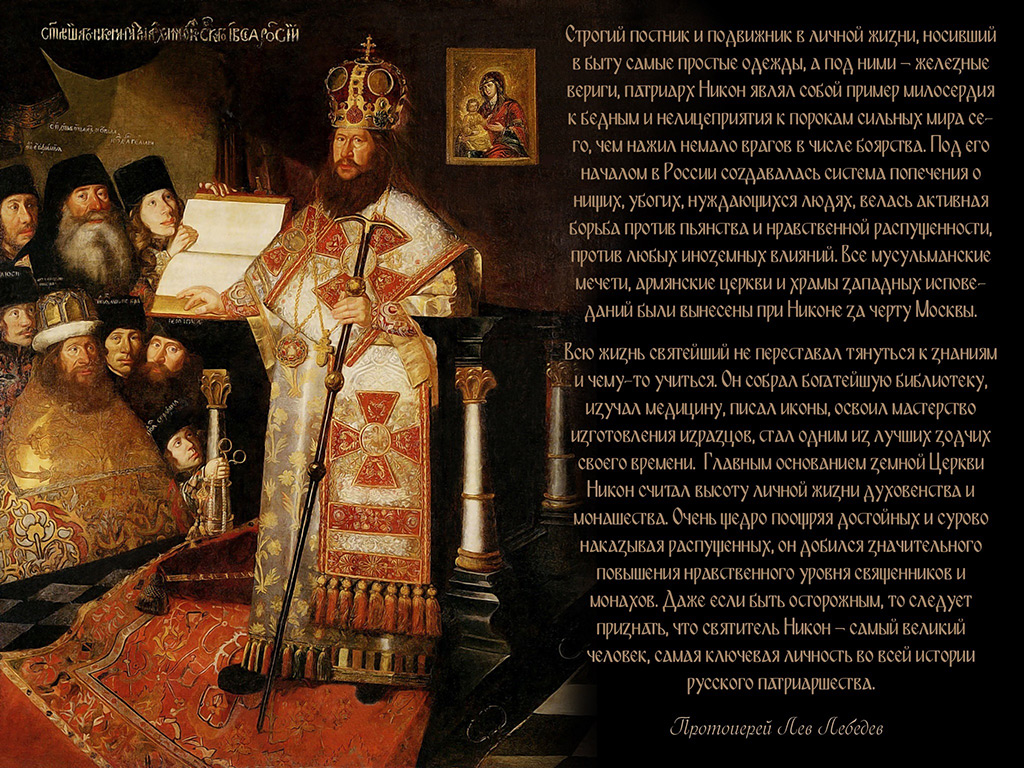 Строгий постник и подвижник в личной жизни, носивший
в быту самые простые одежды, а под ними – железные
вериги, патриарх Никон являл собой пример милосердия
к бедным и нелицеприятия к порокам сильных мира се-
го, чем нажил немало врагов в числе боярства. Под его
началом в России создавалась система попечения о
нищих, убогих, нуждающихся людях, велась активная
борьба против пьянства и нравственной распущенности,
против любых иноземных влияний. Все мусульманские
мечети, армянские церкви и храмы западных испове-
даний были вынесены при Никоне за черту Москвы.
Всю жизнь святейший не переставал тянуться к знаниям
и чему-то учиться. Он собрал богатейшую библиотеку,
изучал медицину, писал иконы, освоил мастерство
изготовления изразцов, стал одним из лучших зодчих
своего времени. Главным основанием земной Церкви
Никон считал высоту личной жизни духовенства и
монашества. Очень щедро поощряя достойных и сурово
наказывая распущенных, он добился значительного
повышения нравственного уровня священников и
монахов. Даже если быть осторожным, то следует
признать, что святитель Никон – самый великий
человек, самая ключевая личность во всей истории
русского патриаршества.
Протоиерей Лев Лебедев